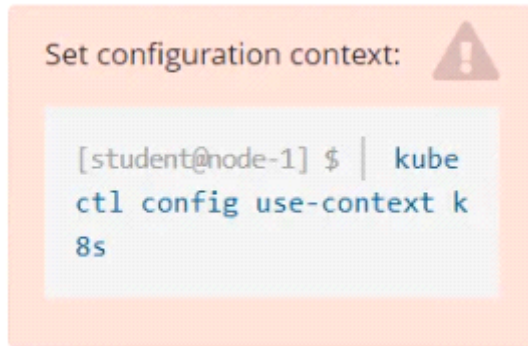 Set configuration context:
[student@node-1] $ | kube
ctl config use-context k
8s